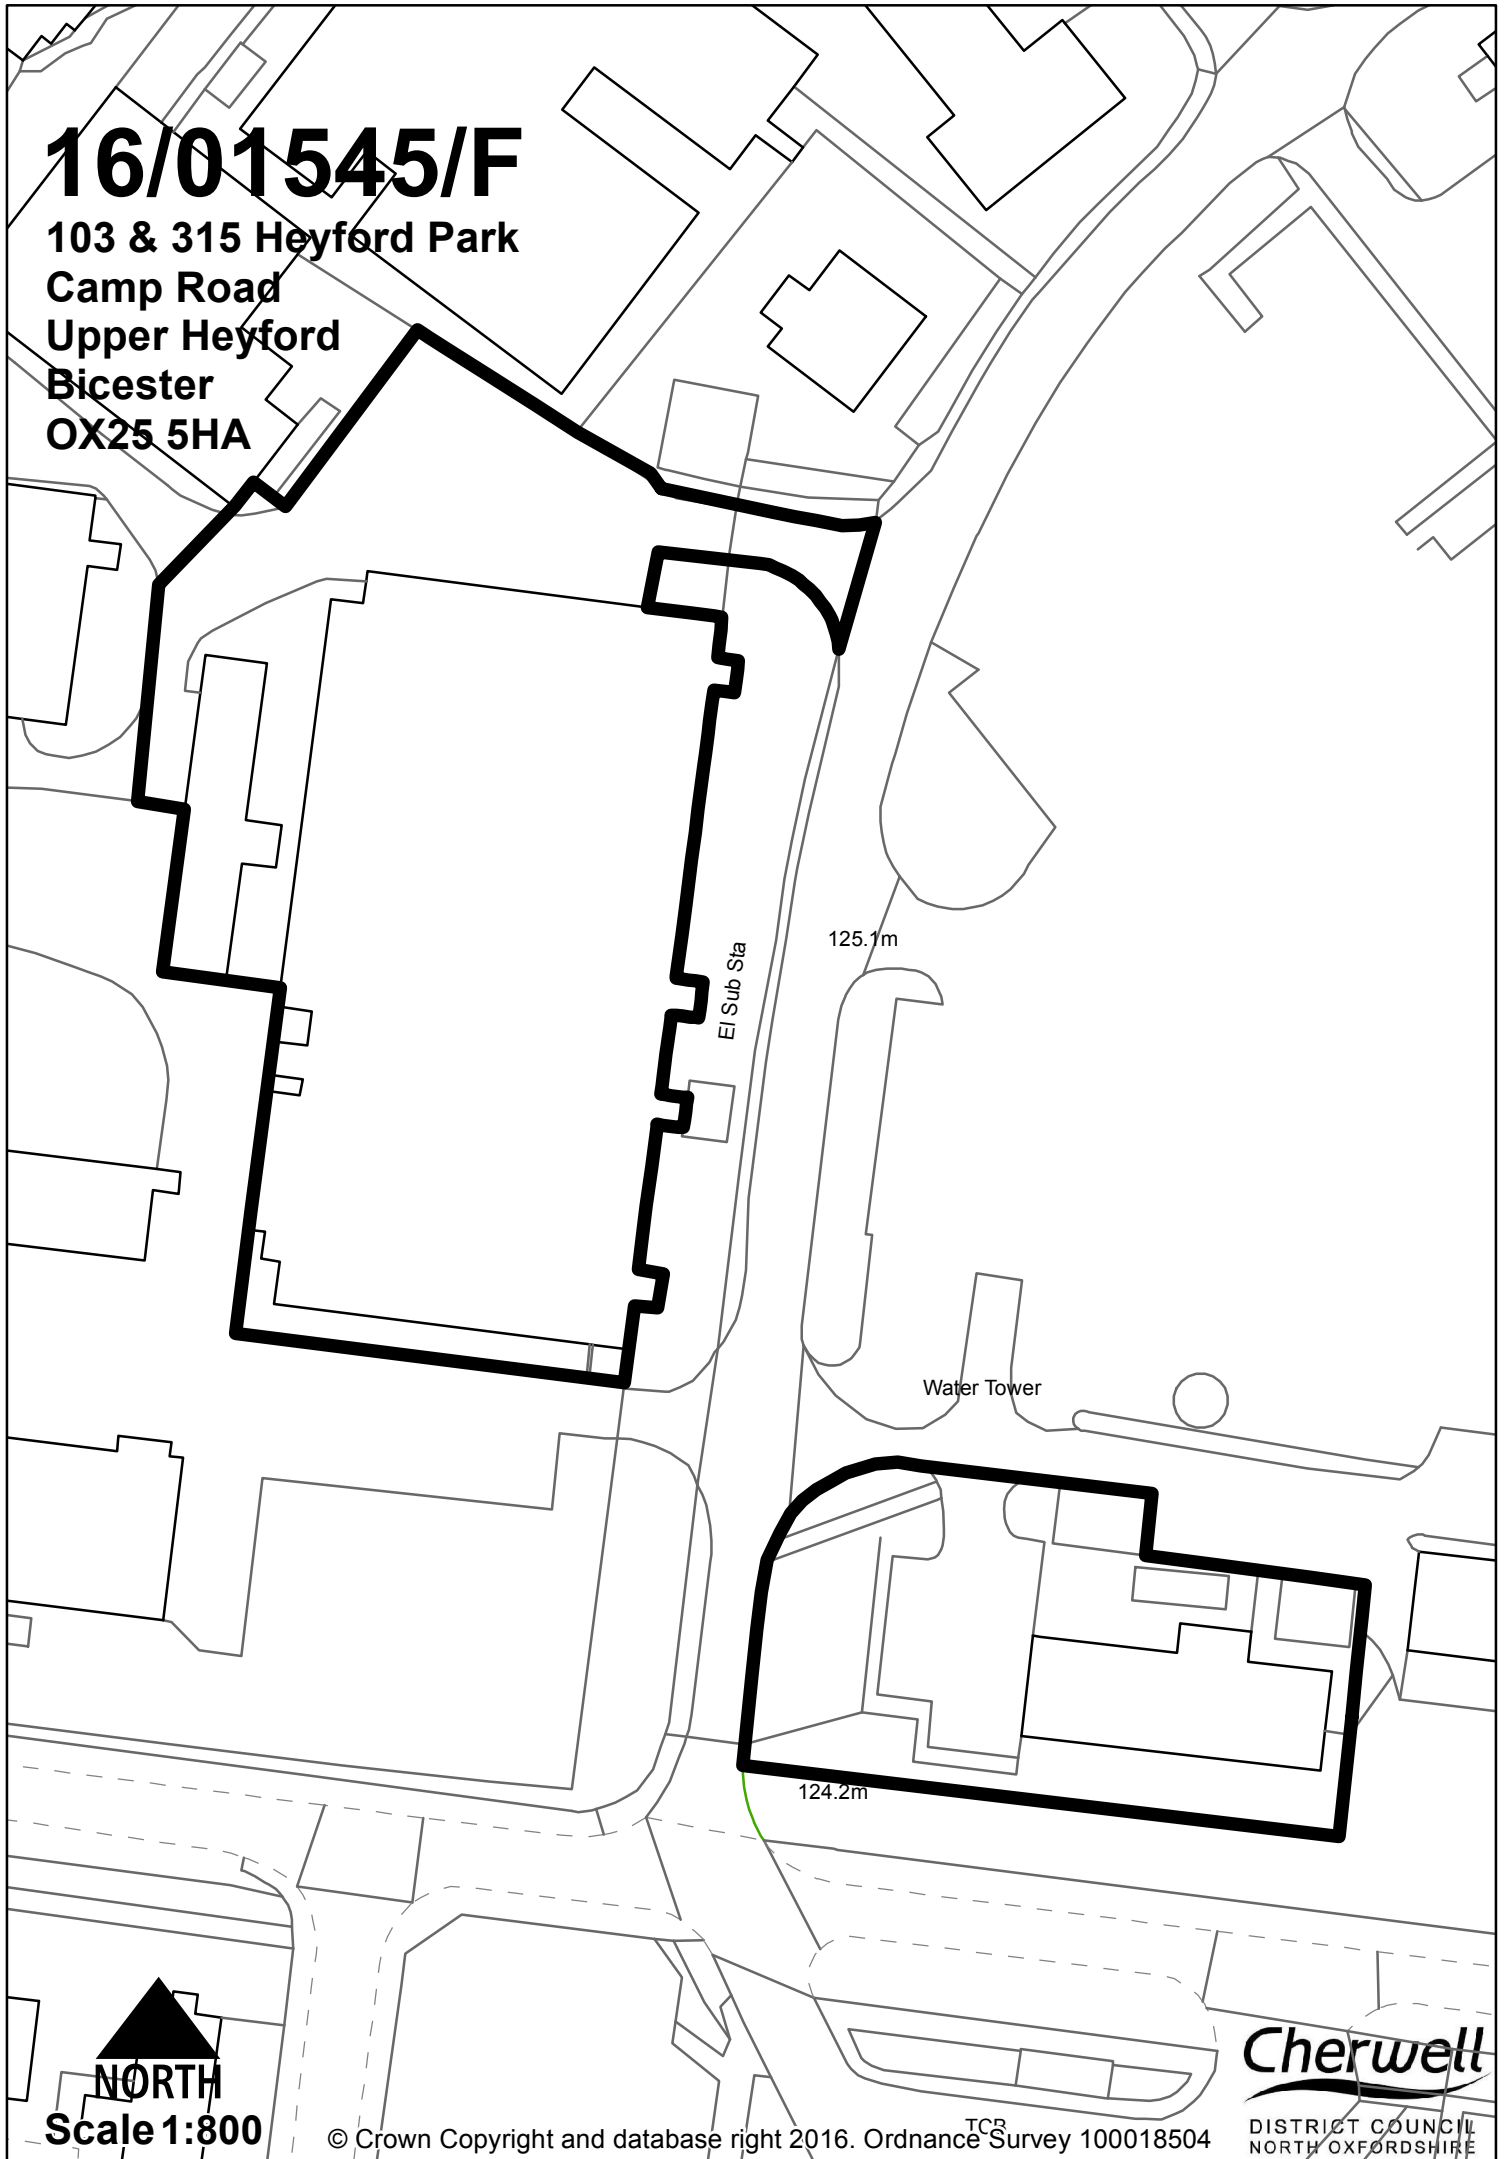 16/01545/F
103 & 315 Heyford Park
Camp Road
Upper Heyford
Bicester
OX25 5HA
125.1m
El Sub Sta
Water Tower
124.2m
NORTH
Scale 1:800
© Crown Copyright and database right 2016. Ordnance Survey 100018504
TCB
Cherwell
DISTRICT COUNCIL
NORTH OXFORDSHIRE